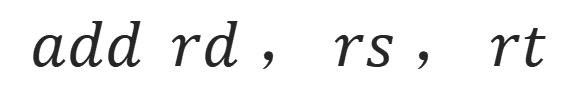 add rd， rs， rt